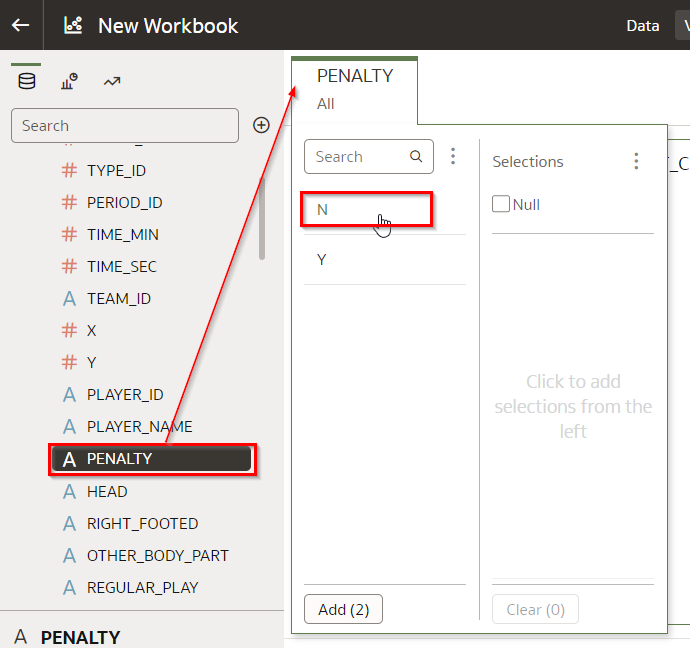 New Workbook
Data
Search
# TYPE_ID
# PERIOD_ID
# TIME_MIN
# TIME_SEC
A TEAM_ID
# X
# Y
A PLAYER_ID
A PLAYER_NAME
A PENALTY
A HEAD
A RIGHT_FOOTED
A OTHER_BODY_PART
A REGULAR_PLAY
A PENALTY
PENALTY
All
Search
N
Y
Add (2)
Selections
Null
Click to add
selections from the
left
Clear (0)
T_C